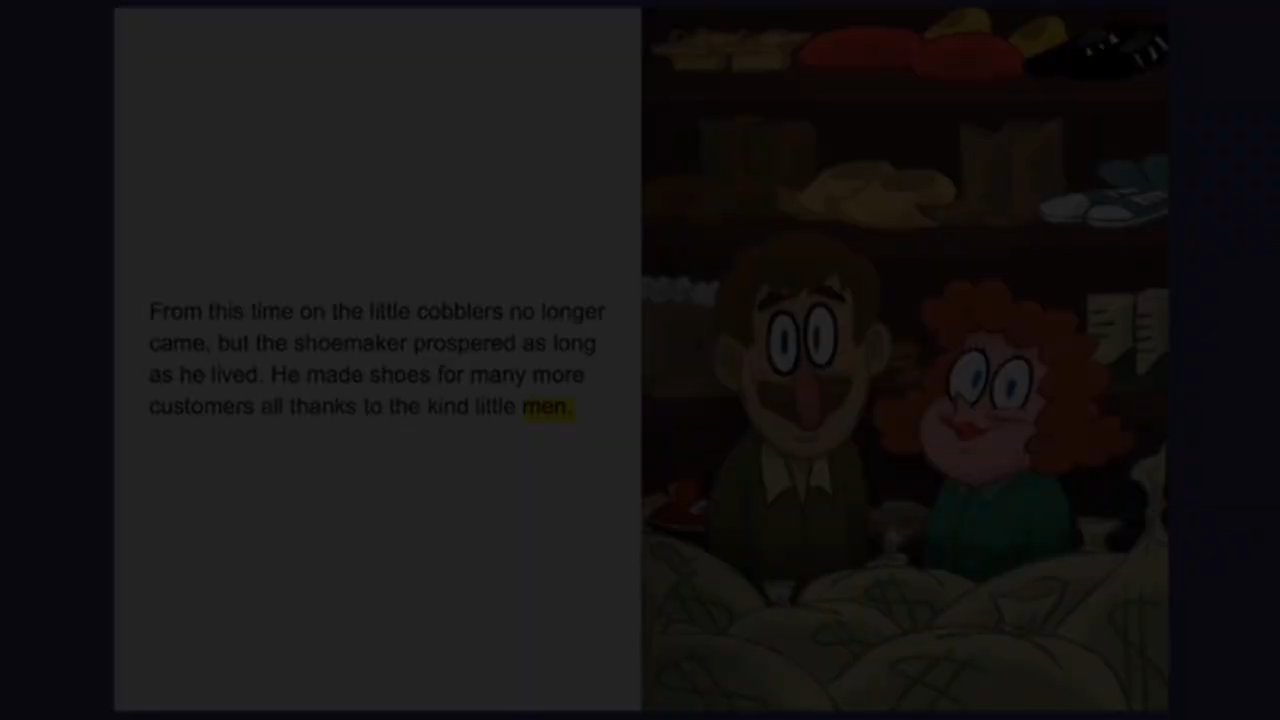 From this time on the little cobblers no longer
came, but the shoemaker prospered as long
as he lived. He made shoes for many more
customers all thanks to the kind little men.